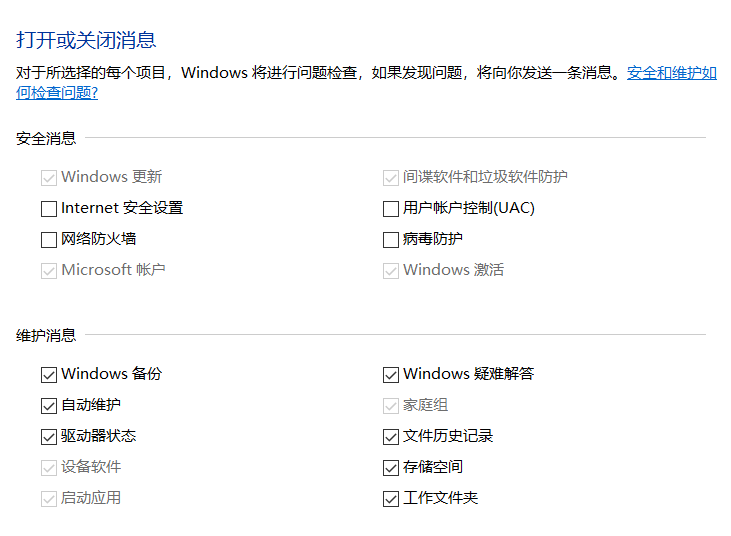 打开或关闭消息
对于所选择的每个项目，Windows 将进行问题检查，如果发现问题，将向你发送一条消息。安全和维护如
何检查问题?
安全消息
Windows 更新
间谍软件和垃圾软件防护
Internet 安全设置
用户帐户控制(UAC)
网络防火墙
病毒防护
Microsoft 帐户
Windows 激活
维护消息
Windows 备份
Windows 疑难解答
自动维护
家庭组
驱动器状态
文件历史记录
设备软件
存储空间
启动应用
工作文件夹